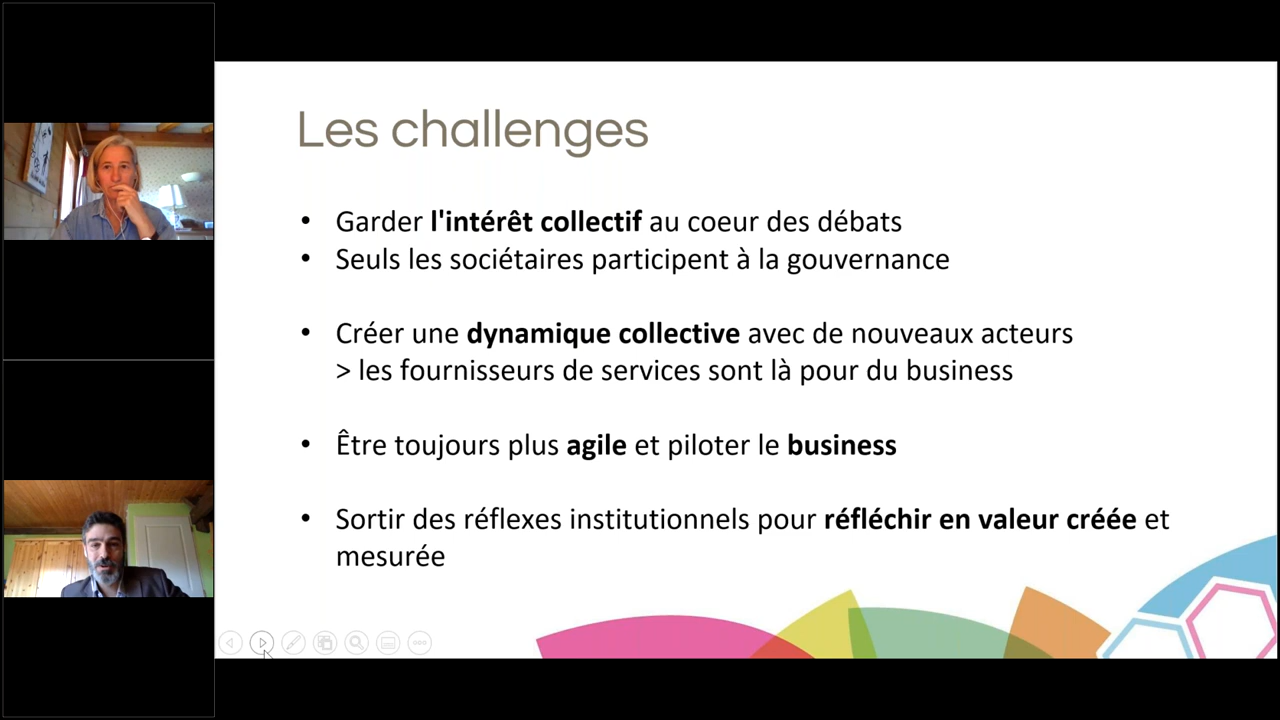 Les challenges
• Garder l'intérêt collectif au coeur des débats
• Seuls les sociétaires participent à la gouvernance
• Créer une dynamique collective avec de nouveaux acteurs
> les fournisseurs de services sont là pour du business
• Être toujours plus agile et piloter le business
• Sortir des réflexes institutionnels pour réfléchir en valeur créée et
mesurée